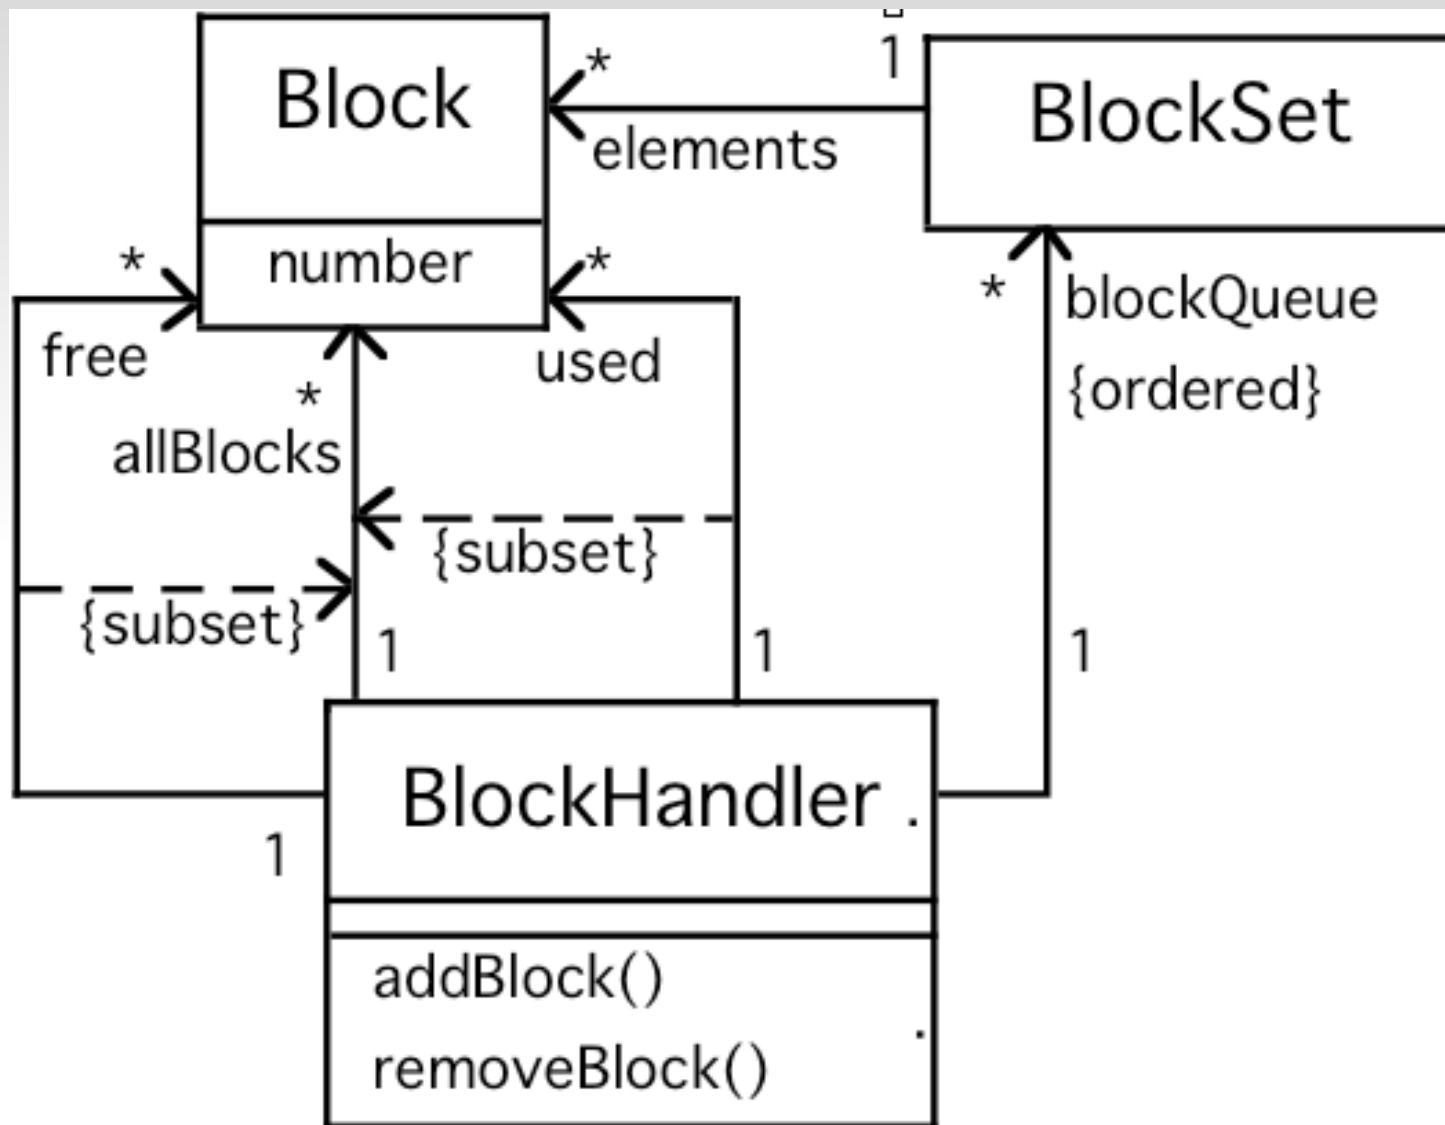 Block
number
*
elements
1
BlockSet
*
free
*
used
*
allBlocks
{subset}
{subset}
*
blockQueue
{ordered}
1
1
1
1
BlockHandler .
addBlock()
.
removeBlock()